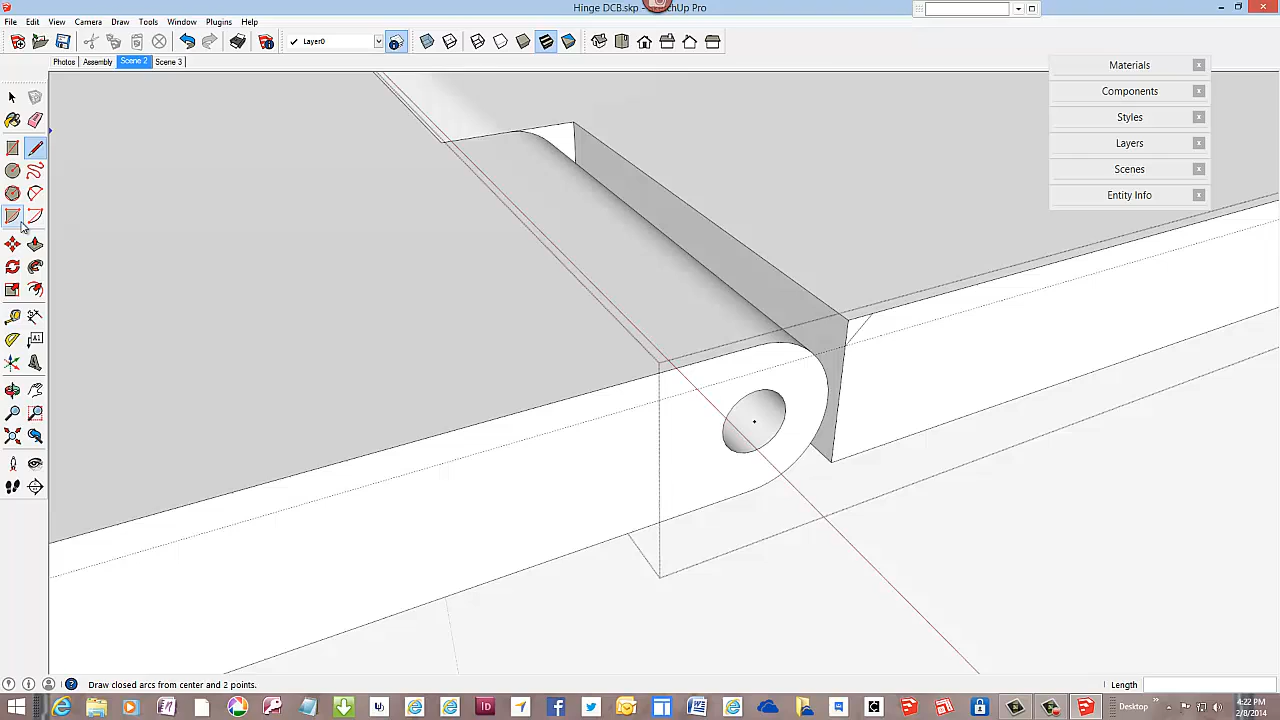 Hinge DCB.skp - SketchUp Pro
File Edit View Camera Draw Tools Window Plugins Help
Layer0
Photos Assembly Scene 2 Scene 3
Materials
Components
Styles
Layers
Scenes
Entity Info
Draw closed arcs from center and 2 points.
Length
Desktop
4:22 PM
2/8/2014